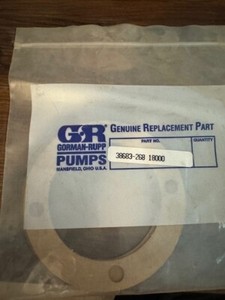 GR
GORMAN-RUPP
PUMPS
MANSFIELD, OHIO U.S.A.
GENUINE REPLACEMENT PART
PART NO.
QUANTITY
38683-268 18000